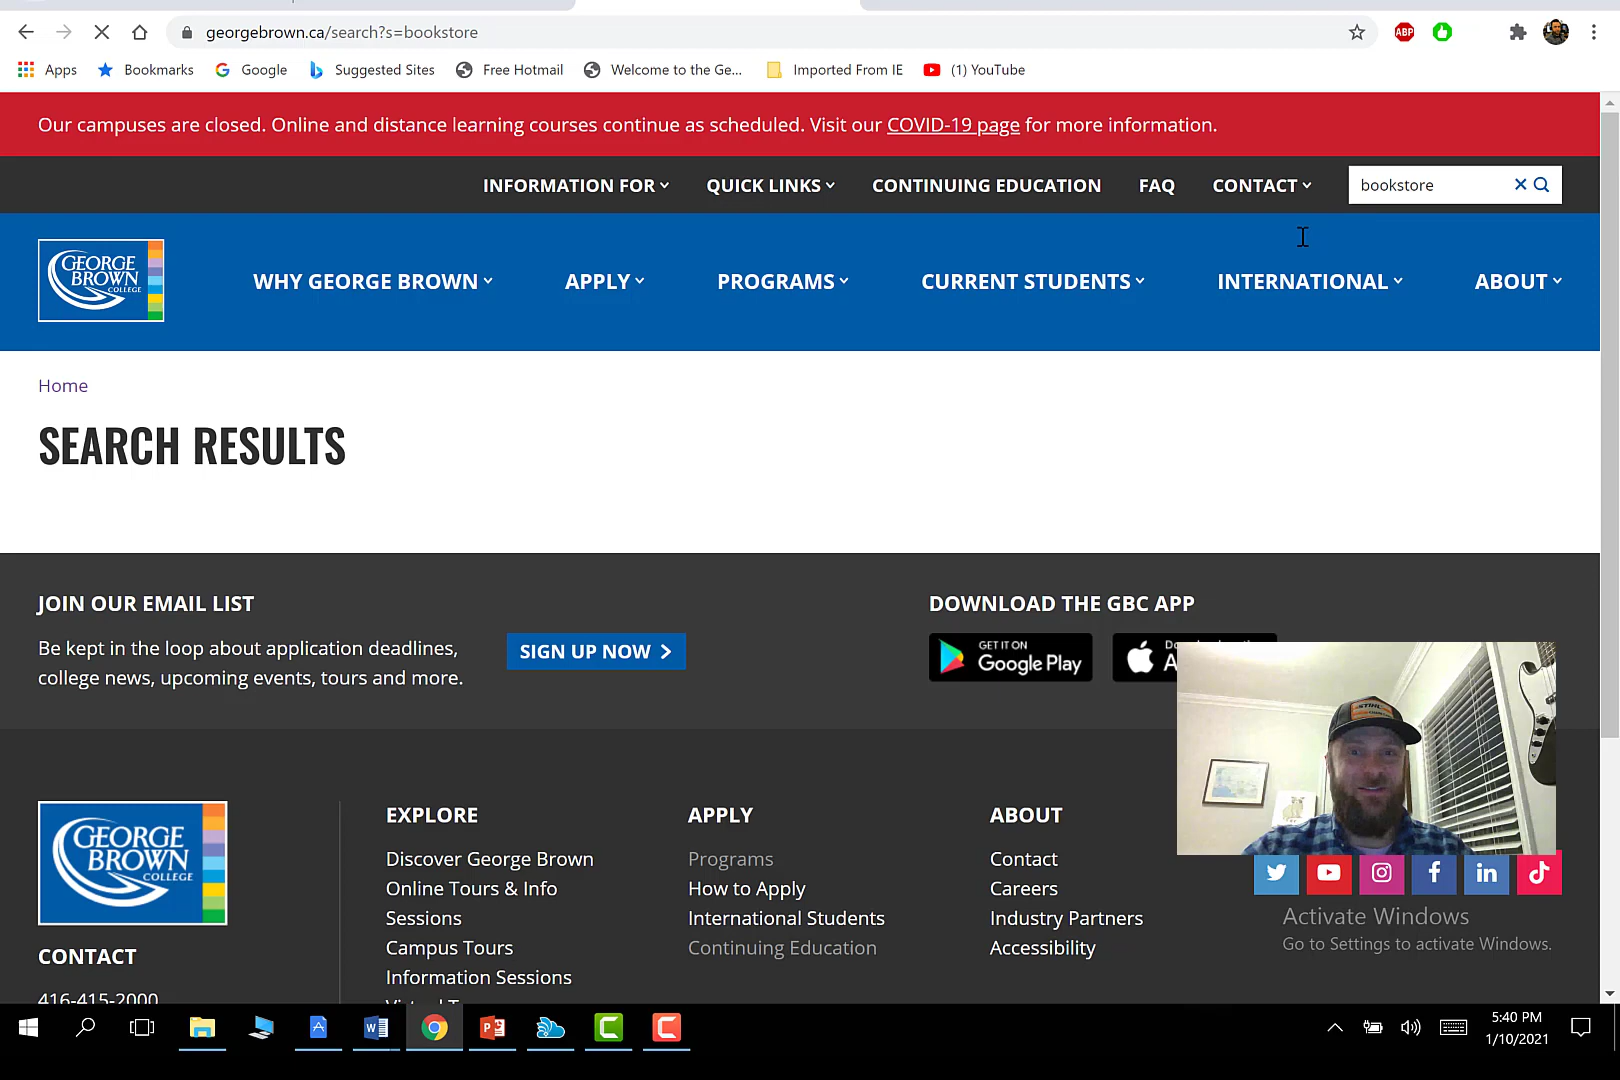 georgebrown.ca/search?s=bookstore
ABP
Apps
Bookmarks
Google
Suggested Sites
Free Hotmail
Welcome to the Ge...
Imported From IE
(1) YouTube
Our campuses are closed. Online and distance learning courses continue as scheduled. Visit our COVID-19 page for more information.
INFORMATION FOR
QUICK LINKS
CONTINUING EDUCATION
FAQ
CONTACT
bookstore
GEORGE
BROWN
COLLEGE
WHY GEORGE BROWN
APPLY
PROGRAMS
CURRENT STUDENTS
INTERNATIONAL
ABOUT
Home
SEARCH RESULTS
JOIN OUR EMAIL LIST
Be kept in the loop about application deadlines,
college news, upcoming events, tours and more.
SIGN UP NOW
DOWNLOAD THE GBC APP
GET IT ON
Google Play
STIHL
GEORGE
BROWN
COLLEGE
CONTACT
416-415-2000
EXPLORE
Discover George Brown
Online Tours & Info
Sessions
Campus Tours
Information Sessions
APPLY
Programs
How to Apply
International Students
Continuing Education
ABOUT
Contact
Careers
Industry Partners
Accessibility
Activate Windows
Go to Settings to activate Windows.
5:40 PM
1/10/2021